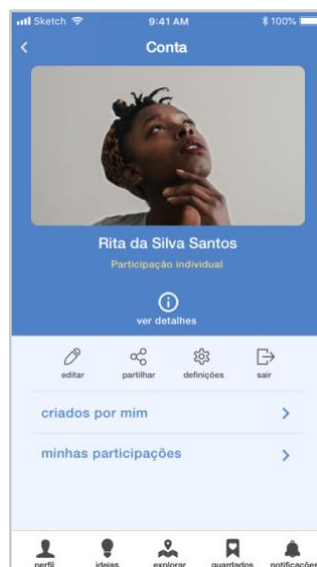 Sketch 9:41 AM 100%
Conta
Rita da Silva Santos
Participação individual
ver detalhes
editar partilhar definições sair
criados por mim
minhas participações
perfil ideias explorar guardados notificações